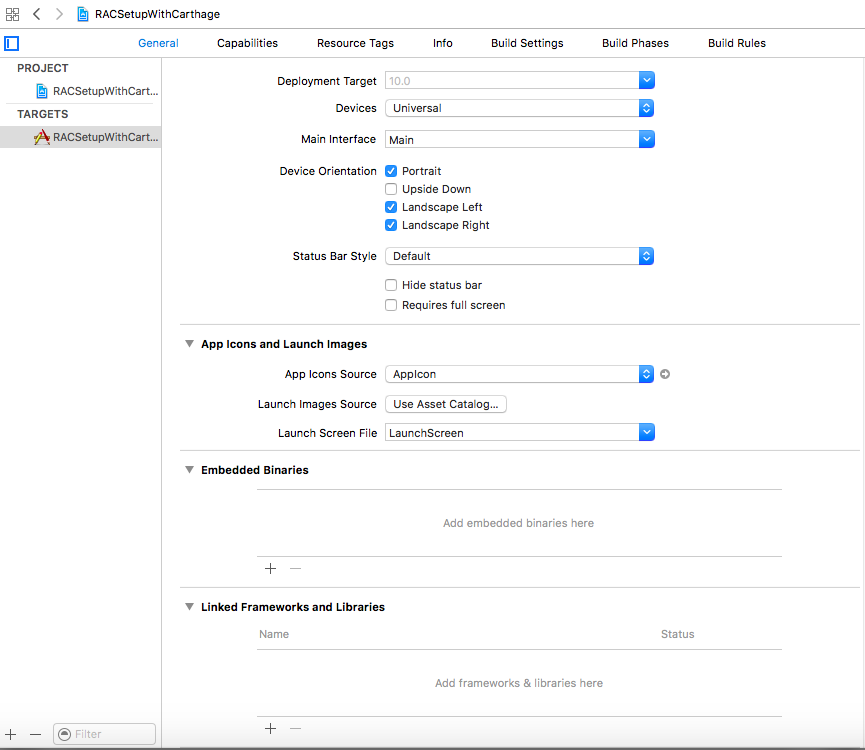 RACSetupWithCarthage
General Capabilities Resource Tags Info Build Settings Build Phases Build Rules
PROJECT
RACSetupWithCart...
TARGETS
RACSetupWithCart...
Deployment Target 10.0
Devices Universal
Main Interface Main
Device Orientation Portrait
Upside Down
Landscape Left
Landscape Right
Status Bar Style Default
Hide status bar
Requires full screen
App Icons and Launch Images
App Icons Source AppIcon
Launch Images Source Use Asset Catalog...
Launch Screen File LaunchScreen
Embedded Binaries
Add embedded binaries here
Linked Frameworks and Libraries
Name Status
Add frameworks & libraries here
Filter